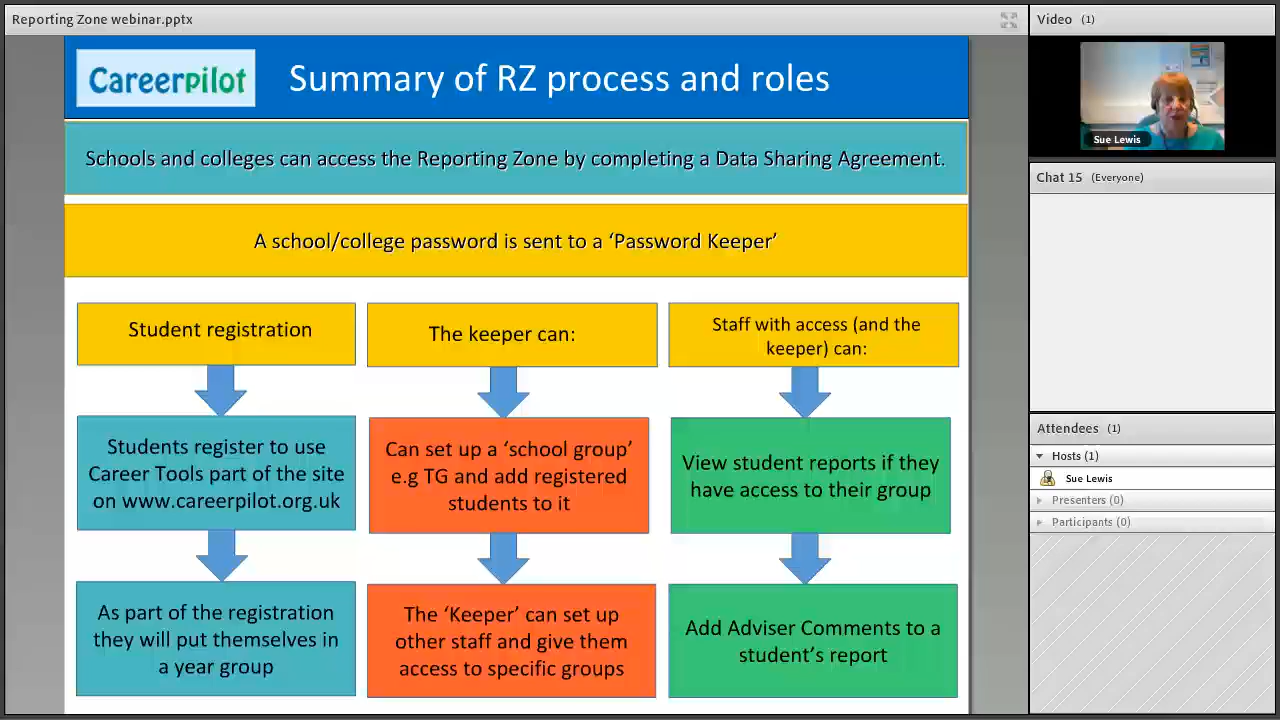 Reporting Zone webinar.pptx
Careerpilot
Summary of RZ process and roles
Schools and colleges can access the Reporting Zone by completing a Data Sharing Agreement.
A school/college password is sent to a ‘Password Keeper’
Student registration
Students register to use
Career Tools part of the site
on www.careerpilot.org.uk
As part of the registration
they will put themselves in
a year group
The keeper can:
Can set up a ‘school group’
e.g TG and add registered
students to it
The ‘Keeper’ can set up
other staff and give them
access to specific groups
Staff with access (and the
keeper) can:
View student reports if they
have access to their group
Add Adviser Comments to a
student’s report
Video (1)
Sue Lewis
Chat 15 (Everyone)
Attendees (1)
Hosts (1)
Sue Lewis
Presenters (0)
Participants (0)